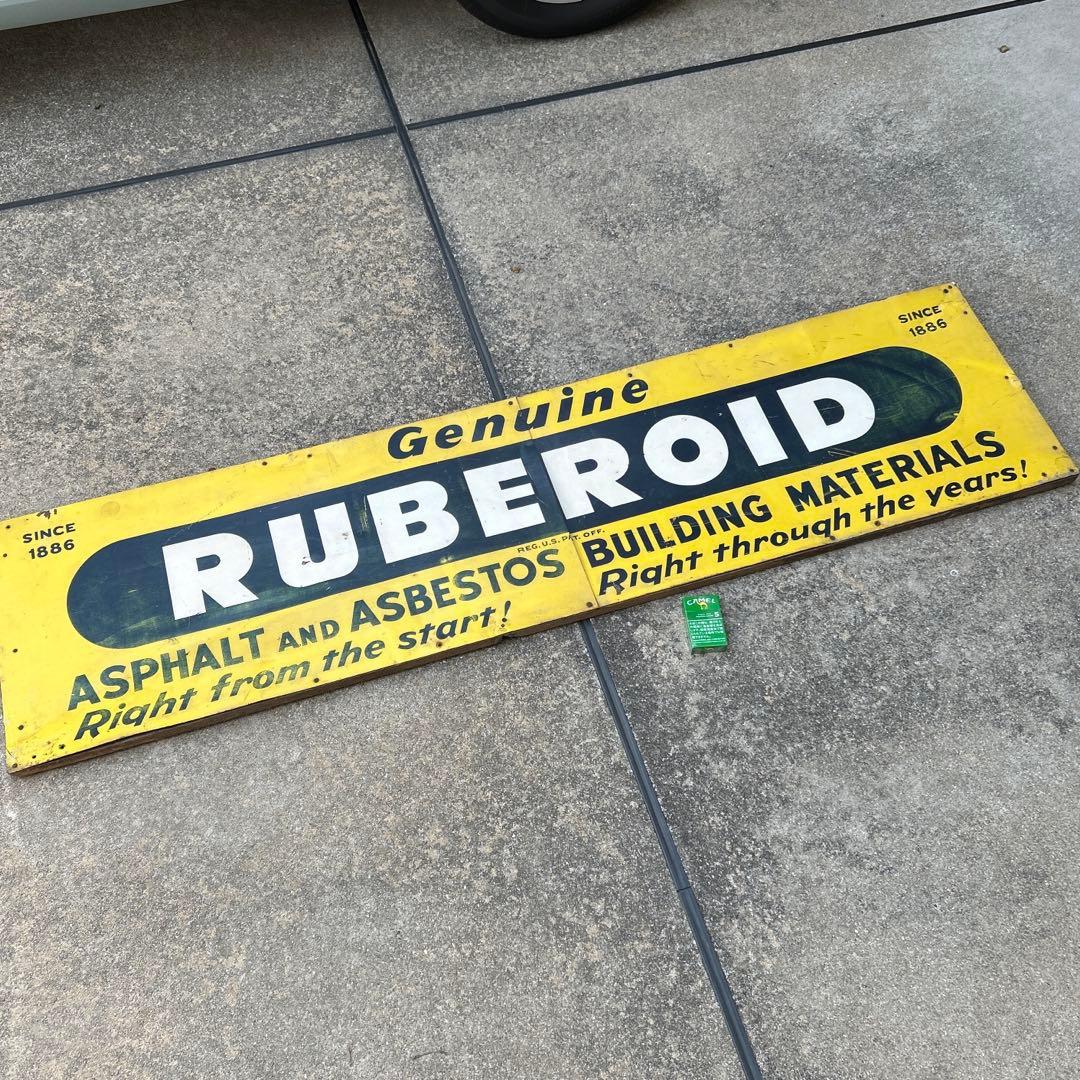 SINCE
1886
Genuine
SINCE
1886
RUBEROID
REG. U.S. PAT. OFF.
ASPHALT AND ASBESTOS BUILDING MATERIALS
Right from the start! Right through the years!
CAMEL
5